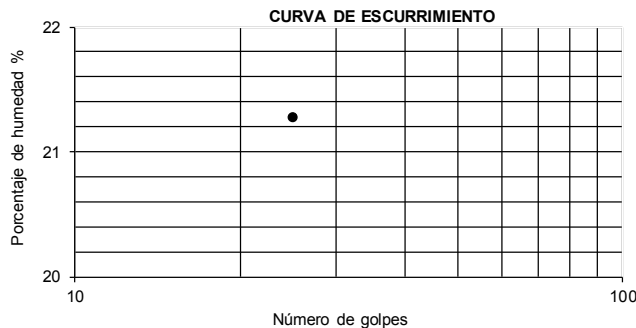 CURVA DE ESCURRIMIENTO
22
21
20
Porcentaje de humedad %
10
100
Número de golpes